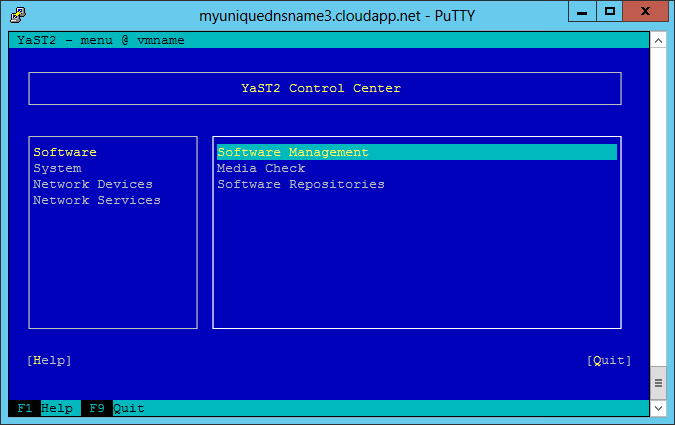 myuniquednsname3.cloudapp.net - PuTTY
YaST2 - menu @ vmname
YaST2 Control Center
Software
System
Network Devices
Network Services
Software Management
Media Check
Software Repositories
[Help] [Quit]
F1 Help F9 Quit